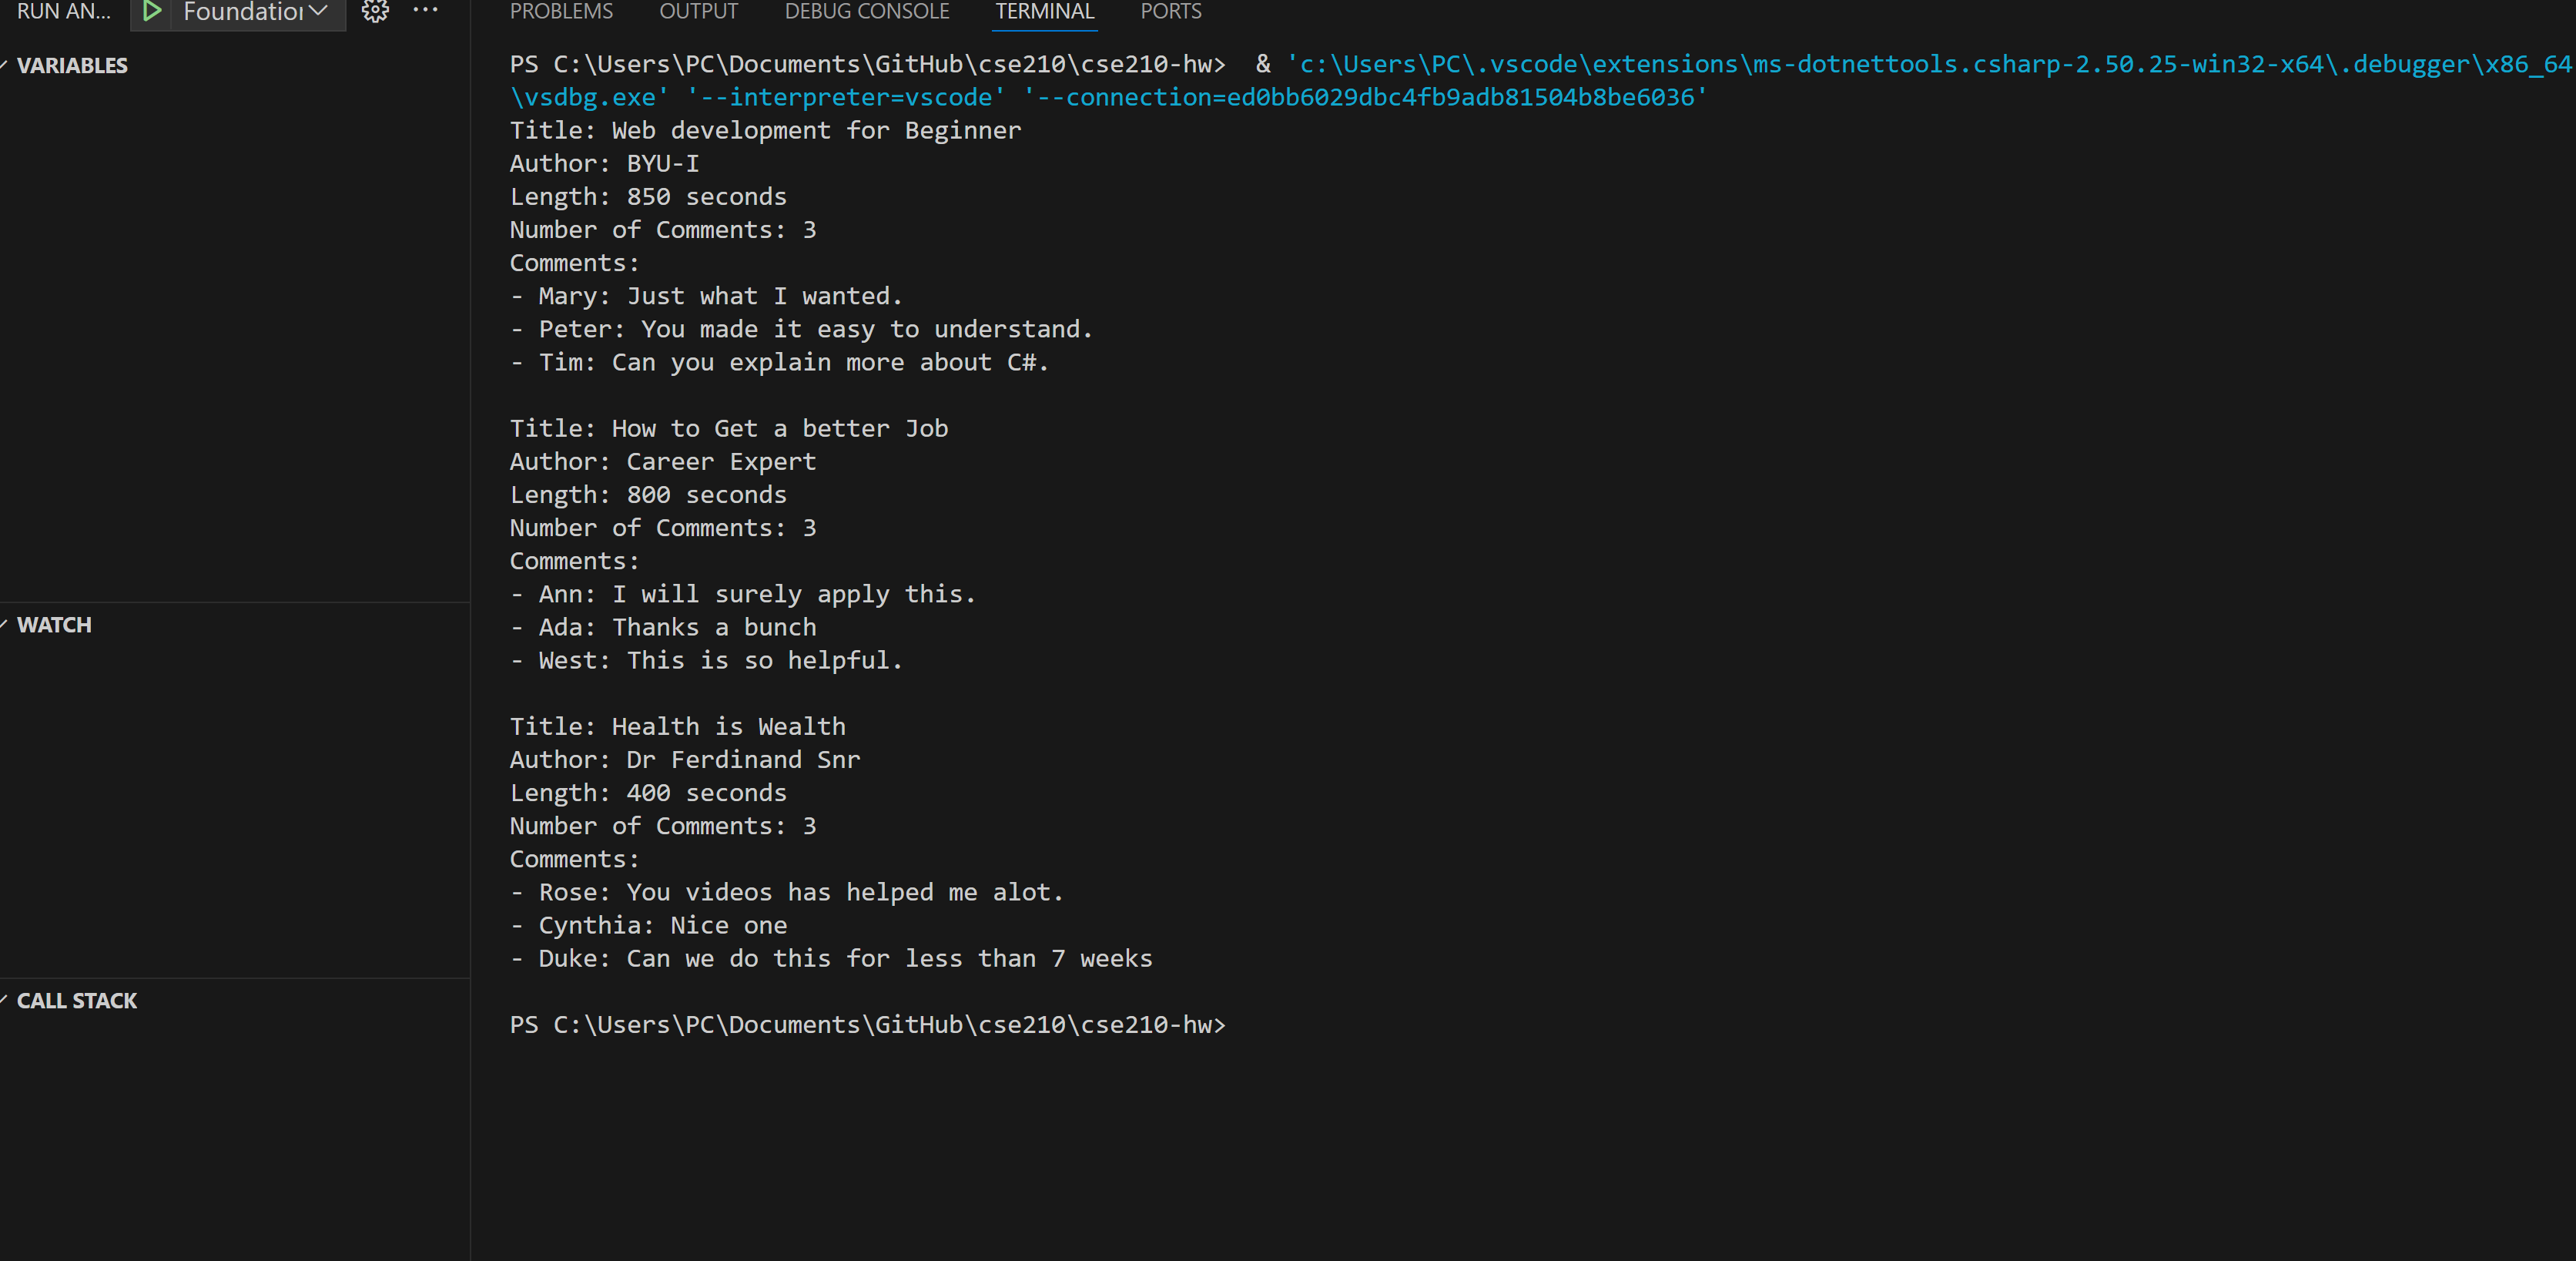 RUN AN... Foundation ...
PROBLEMS OUTPUT DEBUG CONSOLE TERMINAL PORTS
VARIABLES
WATCH
CALL STACK
PS C:\Users\PC\Documents\GitHub\cse210\cse210-hw>  & 'c:\Users\PC\.vscode\extensions\ms-dotnettools.csharp-2.50.25-win32-x64\.debugger\x86_64
\vsdbg.exe' '--interpreter=vscode' '--connection=ed0bb6029dbc4fb9adb81504b8be6036'
Title: Web development for Beginner
Author: BYU-I
Length: 850 seconds
Number of Comments: 3
Comments:
- Mary: Just what I wanted.
- Peter: You made it easy to understand.
- Tim: Can you explain more about C#.

Title: How to Get a better Job
Author: Career Expert
Length: 800 seconds
Number of Comments: 3
Comments:
- Ann: I will surely apply this.
- Ada: Thanks a bunch
- West: This is so helpful.

Title: Health is Wealth
Author: Dr Ferdinand Snr
Length: 400 seconds
Number of Comments: 3
Comments:
- Rose: You videos has helped me alot.
- Cynthia: Nice one
- Duke: Can we do this for less than 7 weeks

PS C:\Users\PC\Documents\GitHub\cse210\cse210-hw>